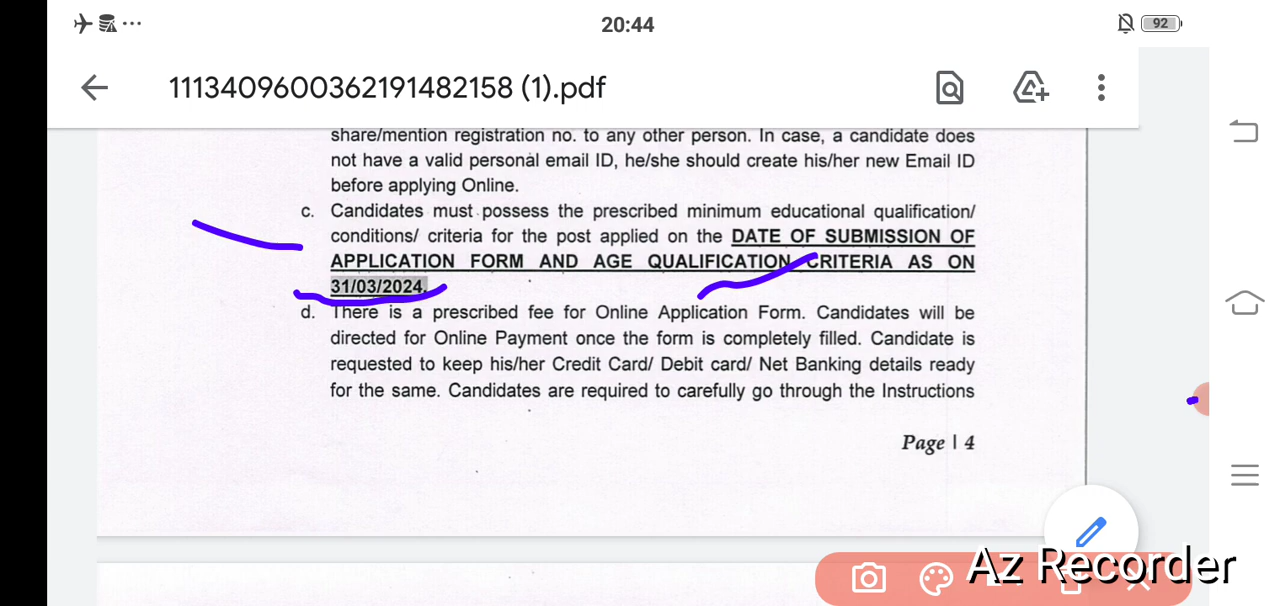 20:44
92
1113409600362191482158 (1).pdf
share/mention registration no. to any other person. In case, a candidate does
not have a valid personal email ID, he/she should create his/her new Email ID
before applying Online.
c. Candidates must possess the prescribed minimum educational qualification/
conditions/ criteria for the post applied on the DATE OF SUBMISSION OF
APPLICATION FORM AND AGE QUALIFICATION CRITERIA AS ON
31/03/2024.
d. There is a prescribed fee for Online Application Form. Candidates will be
directed for Online Payment once the form is completely filled. Candidate is
requested to keep his/her Credit Card/ Debit card/ Net Banking details ready
for the same. Candidates are required to carefully go through the Instructions
Page | 4
Az Recorder